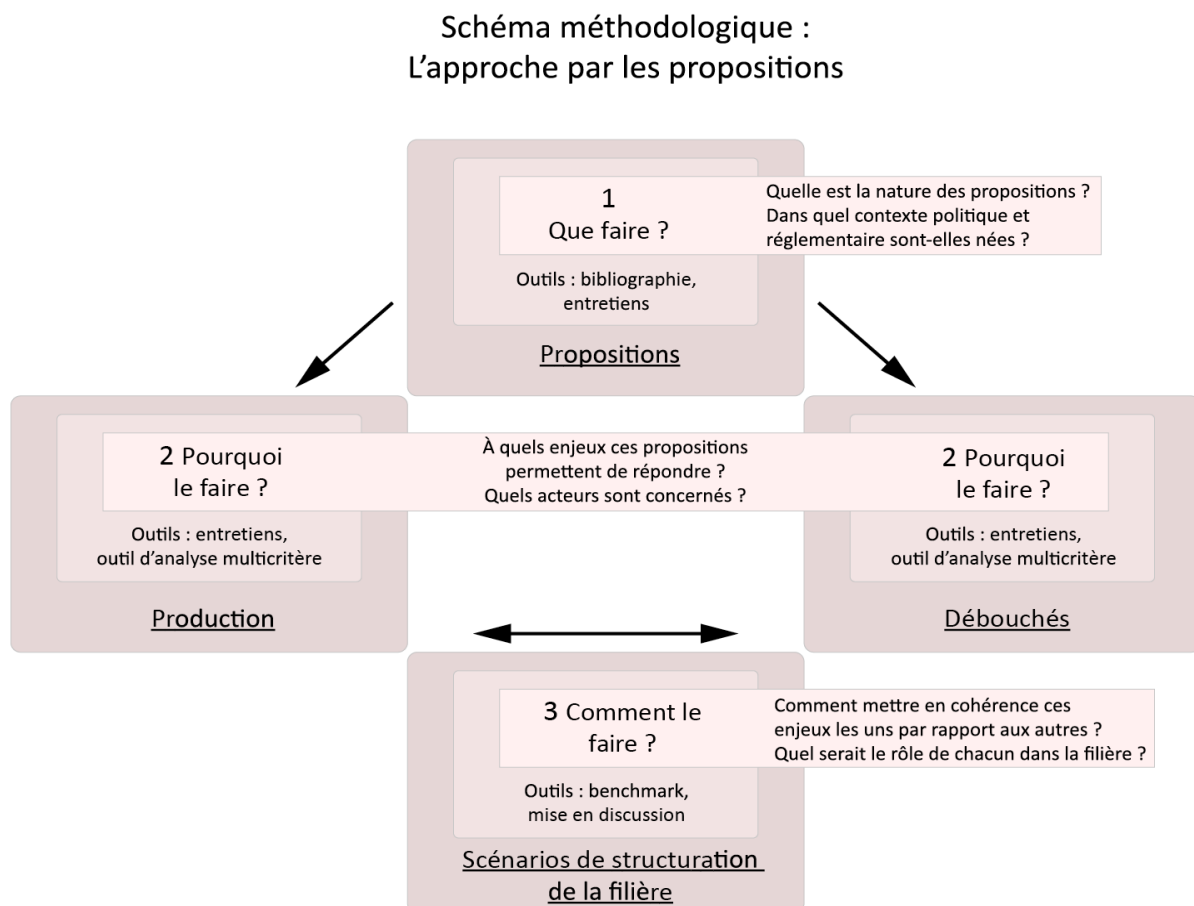 Schéma méthodologique :
L’approche par les propositions
1
Que faire ?
Quelle est la nature des propositions ?
Dans quel contexte politique et
réglementaire sont-elles nées ?
Outils : bibliographie,
entretiens
Propositions
2 Pourquoi
le faire ?
Outils : entretiens,
outil d’analyse multicritère
Production
À quels enjeux ces propositions
permettent de répondre ?
Quels acteurs sont concernés ?
2 Pourquoi
le faire ?
Outils : entretiens,
outil d’analyse multicritère
Débouchés
3 Comment le
faire ?
Comment mettre en cohérence ces
enjeux les uns par rapport aux autres ?
Quel serait le rôle de chacun dans la filière ?
Outils : benchmark,
mise en discussion
Scénarios de structuration
de la filière